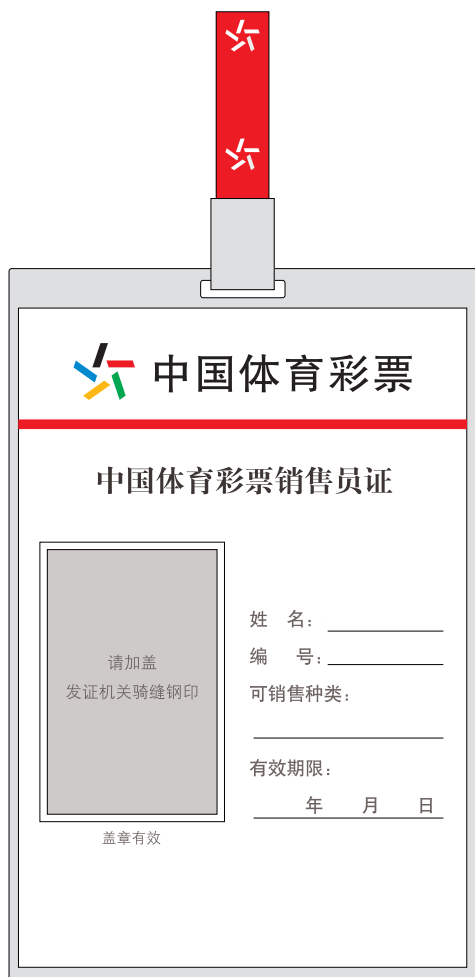 中国体育彩票
中国体育彩票销售员证
请加盖
发证机关骑缝钢印
盖章有效
姓 名:
编 号:
可销售种类:
有效期限:
年 月 日